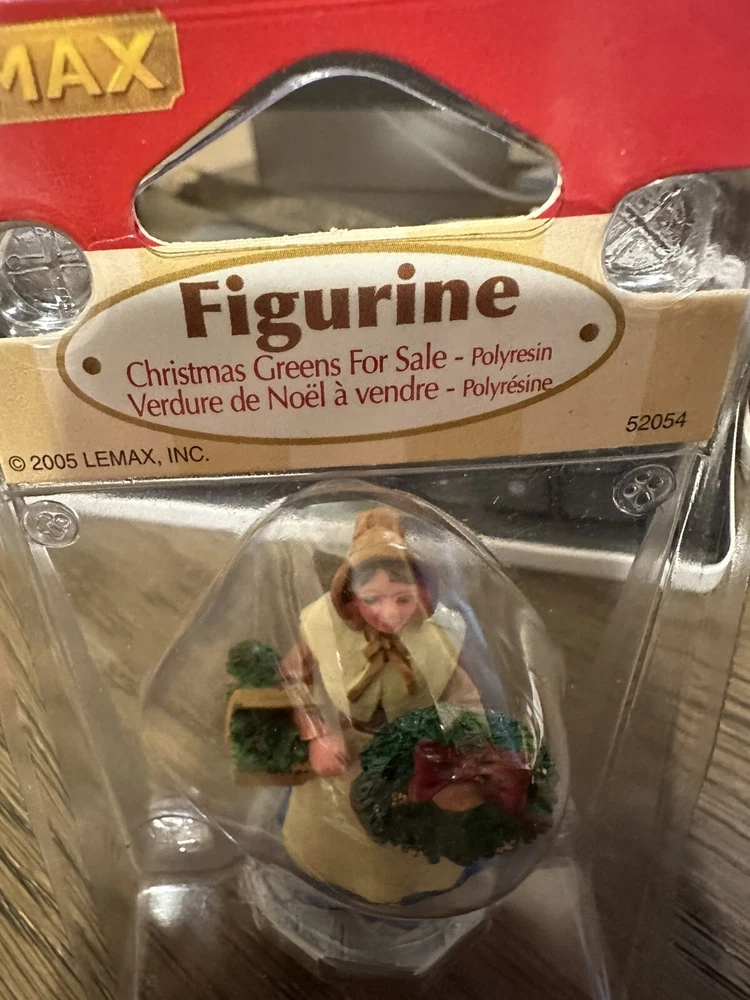 MAX
Figurine
Christmas Greens For Sale - Polyresin
Verdure de Noël à vendre - Polyrésine
52054
© 2005 LEMAX, INC.